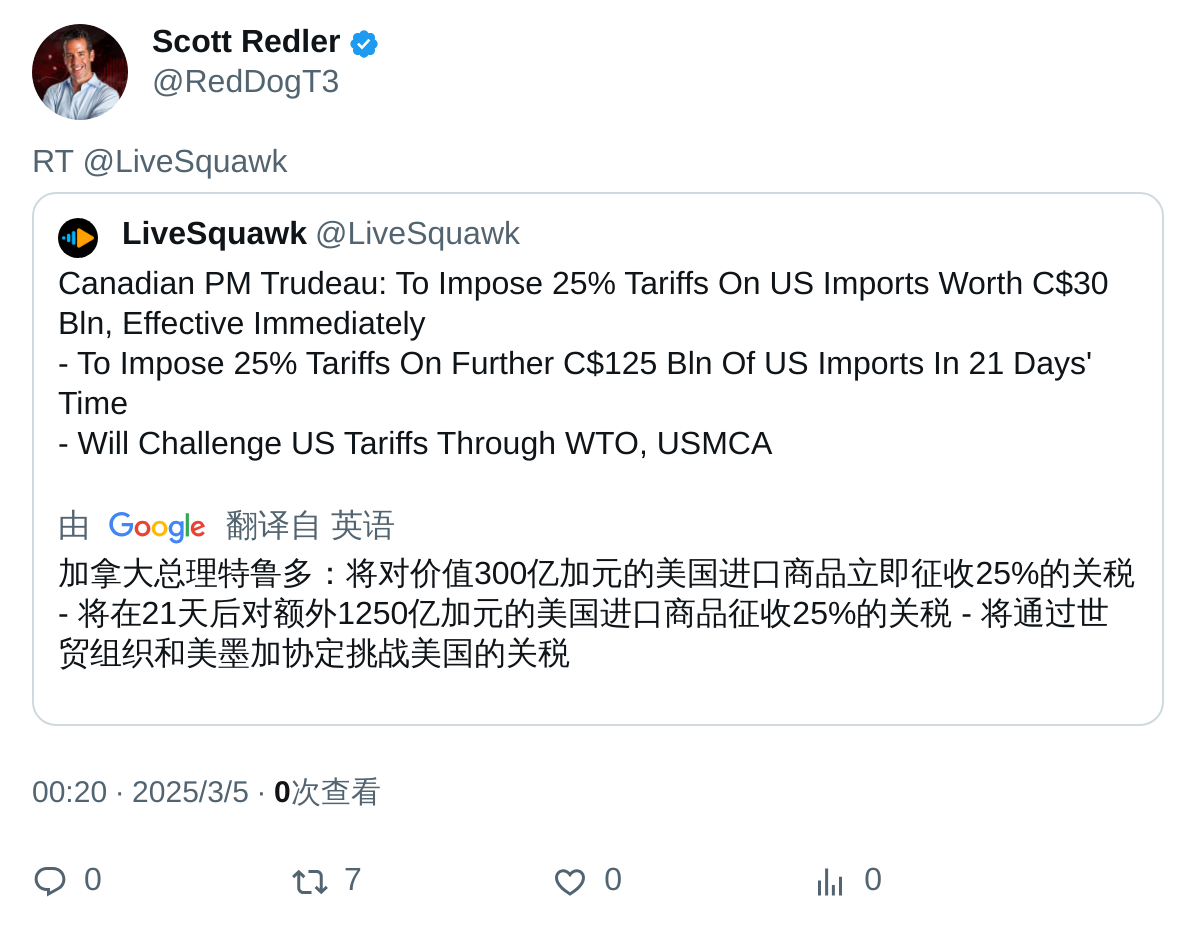 Scott Redler
@RedDogT3
RT @LiveSquawk
LiveSquawk @LiveSquawk
Canadian PM Trudeau: To Impose 25% Tariffs On US Imports Worth C$30
Bln, Effective Immediately
- To Impose 25% Tariffs On Further C$125 Bln Of US Imports In 21 Days'
Time
- Will Challenge US Tariffs Through WTO, USMCA
由 Google 翻译自 英语
加拿大总理特鲁多：将对价值300亿加元的美国进口商品立即征收25%的关税
- 将在21天后对额外1250亿加元的美国进口商品征收25%的关税 - 将通过世
贸组织和美墨加协定挑战美国的关税
00:20 · 2025/3/5 · 0次查看
0 7 0 0